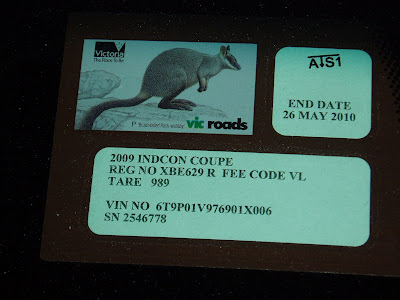 Victoria
The Place To Be
vic roads
ATS1
END DATE
26 MAY 2010
2009 INDCON COUPE
REG NO XBE629 R FEE CODE VL
TARE 989
VIN NO 6T9P01V976901X006
SN 2546778